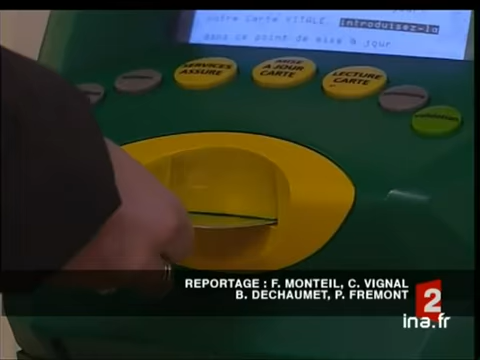 votre Carte VITALE. introduisez-la
dans ce point de mise à jour
SERVICES
ASSURE
MISE
A JOUR
CARTE
LECTURE
CARTE
validation
REPORTAGE : F. MONTEIL, C. VIGNAL
B. DECHAUMET, P. FREMONT
2
ina.fr